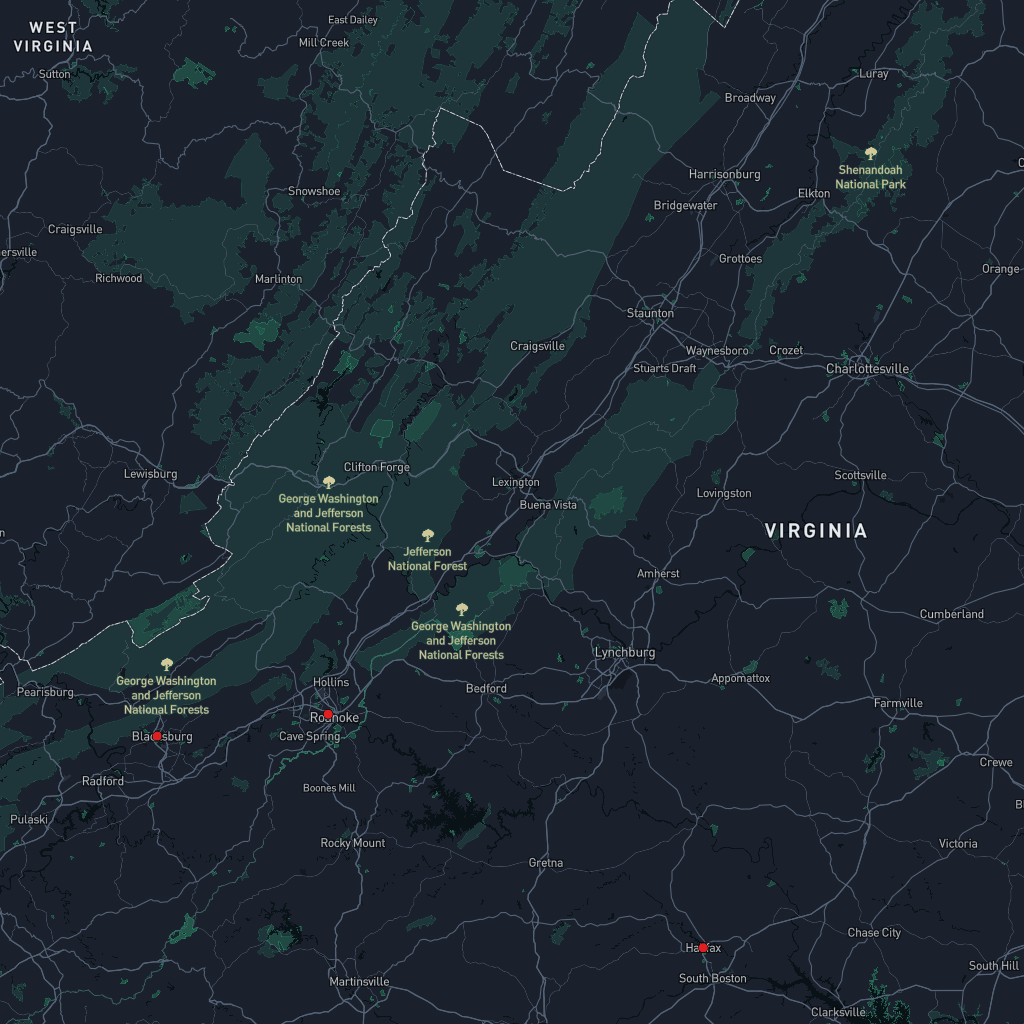 East Dailey
WEST
VIRGINIA
Mill Creek
Sutton
Luray
Broadway
Shenandoah
National Park
Harrisonburg
Snowshoe
Elkton
Bridgewater
Craigsville
ersville
Grottoes
Orange
Richwood
Marlinton
Staunton
Craigsville
Waynesboro
Crozet
Stuarts Draft
Charlottesville
Clifton Forge
Lewisburg
Scottsville
Lexington
George Washington
and Jefferson
National Forests
Lovingston
Buena Vista
VIRGINIA
n
Jefferson
National Forest
Amherst
Cumberland
George Washington
and Jefferson
National Forests
Lynchburg
Appomattox
George Washington
and Jefferson
National Forests
Hollins
Pearisburg
Bedford
Farmville
Roanoke
Blacksburg
Cave Spring
Crewe
Radford
Boones Mill
Bl
Pulaski
Rocky Mount
Victoria
Gretna
Chase City
Halifax
South Hill
South Boston
Martinsville
Clarksville